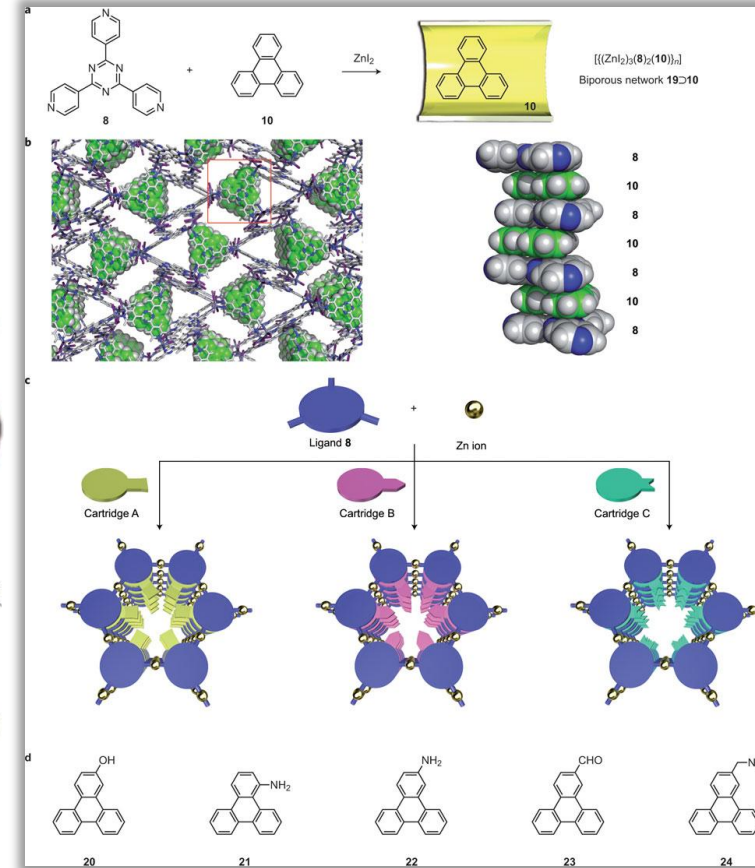 a
N
N
N
N
N
N
8
+
10
ZnI2
10
[{(ZnI2)3(8)2(10)}n]
Biporous network 19⊃10
b
8
10
8
10
8
10
8
c
Ligand 8
+
Zn ion
Cartridge A
Cartridge B
Cartridge C
d
OH
NH2
NH2
CHO
20
21
22
23
24